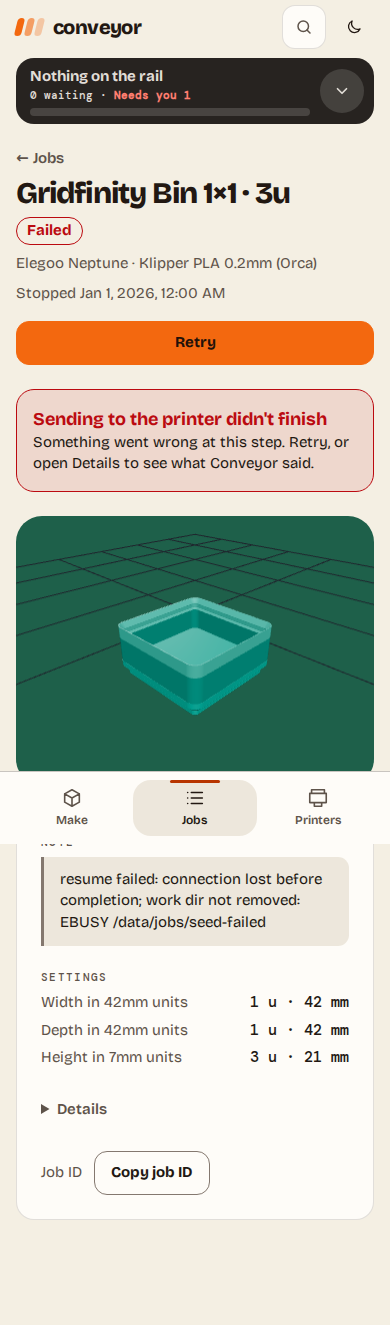 conveyor
Nothing on the rail
0 waiting · Needs you 1
← Jobs
Gridfinity Bin 1×1 · 3u
Failed
Elegoo Neptune · Klipper PLA 0.2mm (Orca)
Stopped Jan 1, 2026, 12:00 AM
Retry
Sending to the printer didn't finish
Something went wrong at this step. Retry, or
open Details to see what Conveyor said.
Make
Jobs
Printers
resume failed: connection lost before
completion; work dir not removed:
EBUSY /data/jobs/seed-failed
SETTINGS
Width in 42mm units 1 u · 42 mm
Depth in 42mm units 1 u · 42 mm
Height in 7mm units 3 u · 21 mm
Details
Job ID Copy job ID